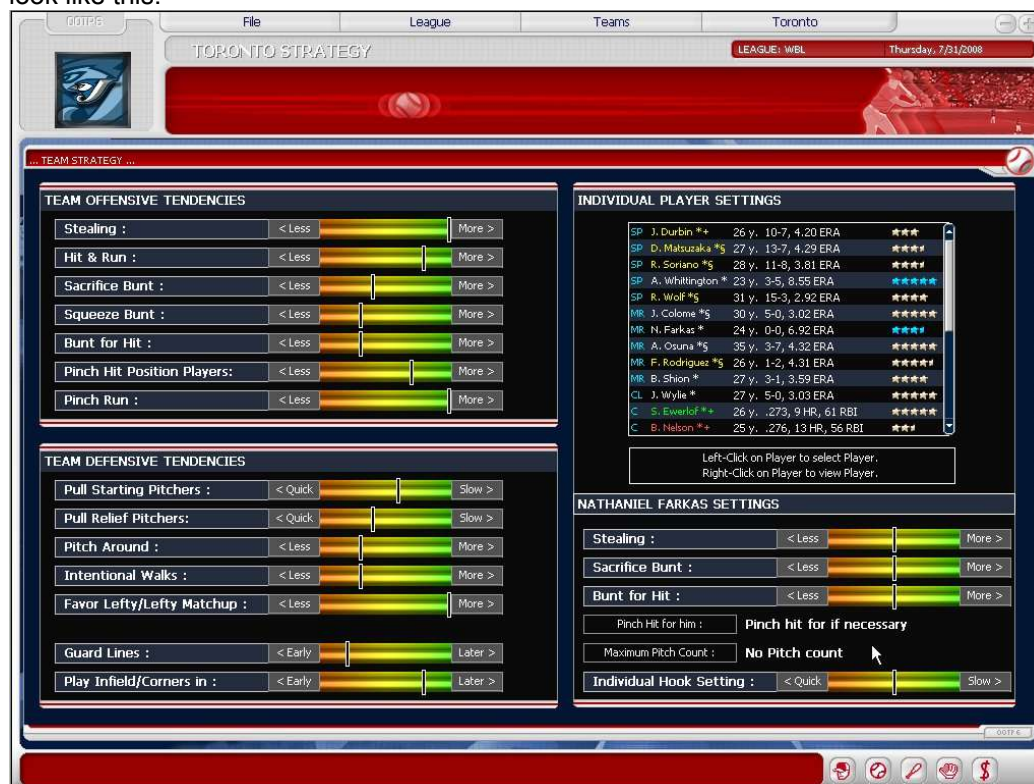 look like this:
OOTP6 File League Teams Toronto
TORONTO STRATEGY LEAGUE: WBL Thursday, 7/31/2008
... TEAM STRATEGY ...
TEAM OFFENSIVE TENDENCIES
Stealing : < Less More >
Hit & Run : < Less More >
Sacrifice Bunt : < Less More >
Squeeze Bunt : < Less More >
Bunt for Hit : < Less More >
Pinch Hit Position Players: < Less More >
Pinch Run : < Less More >
TEAM DEFENSIVE TENDENCIES
Pull Starting Pitchers : < Quick Slow >
Pull Relief Pitchers: < Quick Slow >
Pitch Around : < Less More >
Intentional Walks : < Less More >
Favor Lefty/Lefty Matchup : < Less More >
Guard Lines : < Early Later >
Play Infield/Corners in : < Early Later >
INDIVIDUAL PLAYER SETTINGS
SP J. Durbin *+ 26 y. 10-7, 4.20 ERA
SP D. Matsuzaka *§ 27 y. 13-7, 4.29 ERA
SP R. Soriano *§ 28 y. 11-8, 3.81 ERA
SP A. Whittington * 23 y. 3-5, 8.55 ERA
SP R. Wolf *§ 31 y. 15-3, 2.92 ERA
MR J. Colome *§ 30 y. 5-0, 3.02 ERA
MR N. Farkas * 24 y. 0-0, 6.92 ERA
MR A. Osuna *§ 35 y. 3-7, 4.32 ERA
MR F. Rodriguez *§ 26 y. 1-2, 4.31 ERA
MR B. Shion * 27 y. 3-1, 3.59 ERA
CL J. Wylie * 27 y. 5-0, 3.03 ERA
C S. Ewerlof *+ 26 y. .273, 9 HR, 61 RBI
C B. Nelson *+ 25 y. .276, 13 HR, 56 RBI
Left-Click on Player to select Player.
Right-Click on Player to view Player.
NATHANIEL FARKAS SETTINGS
Stealing : < Less More >
Sacrifice Bunt : < Less More >
Bunt for Hit : < Less More >
Pinch Hit for him : Pinch hit for if necessary
Maximum Pitch Count : No Pitch count
Individual Hook Setting : < Quick Slow >
OOTP6